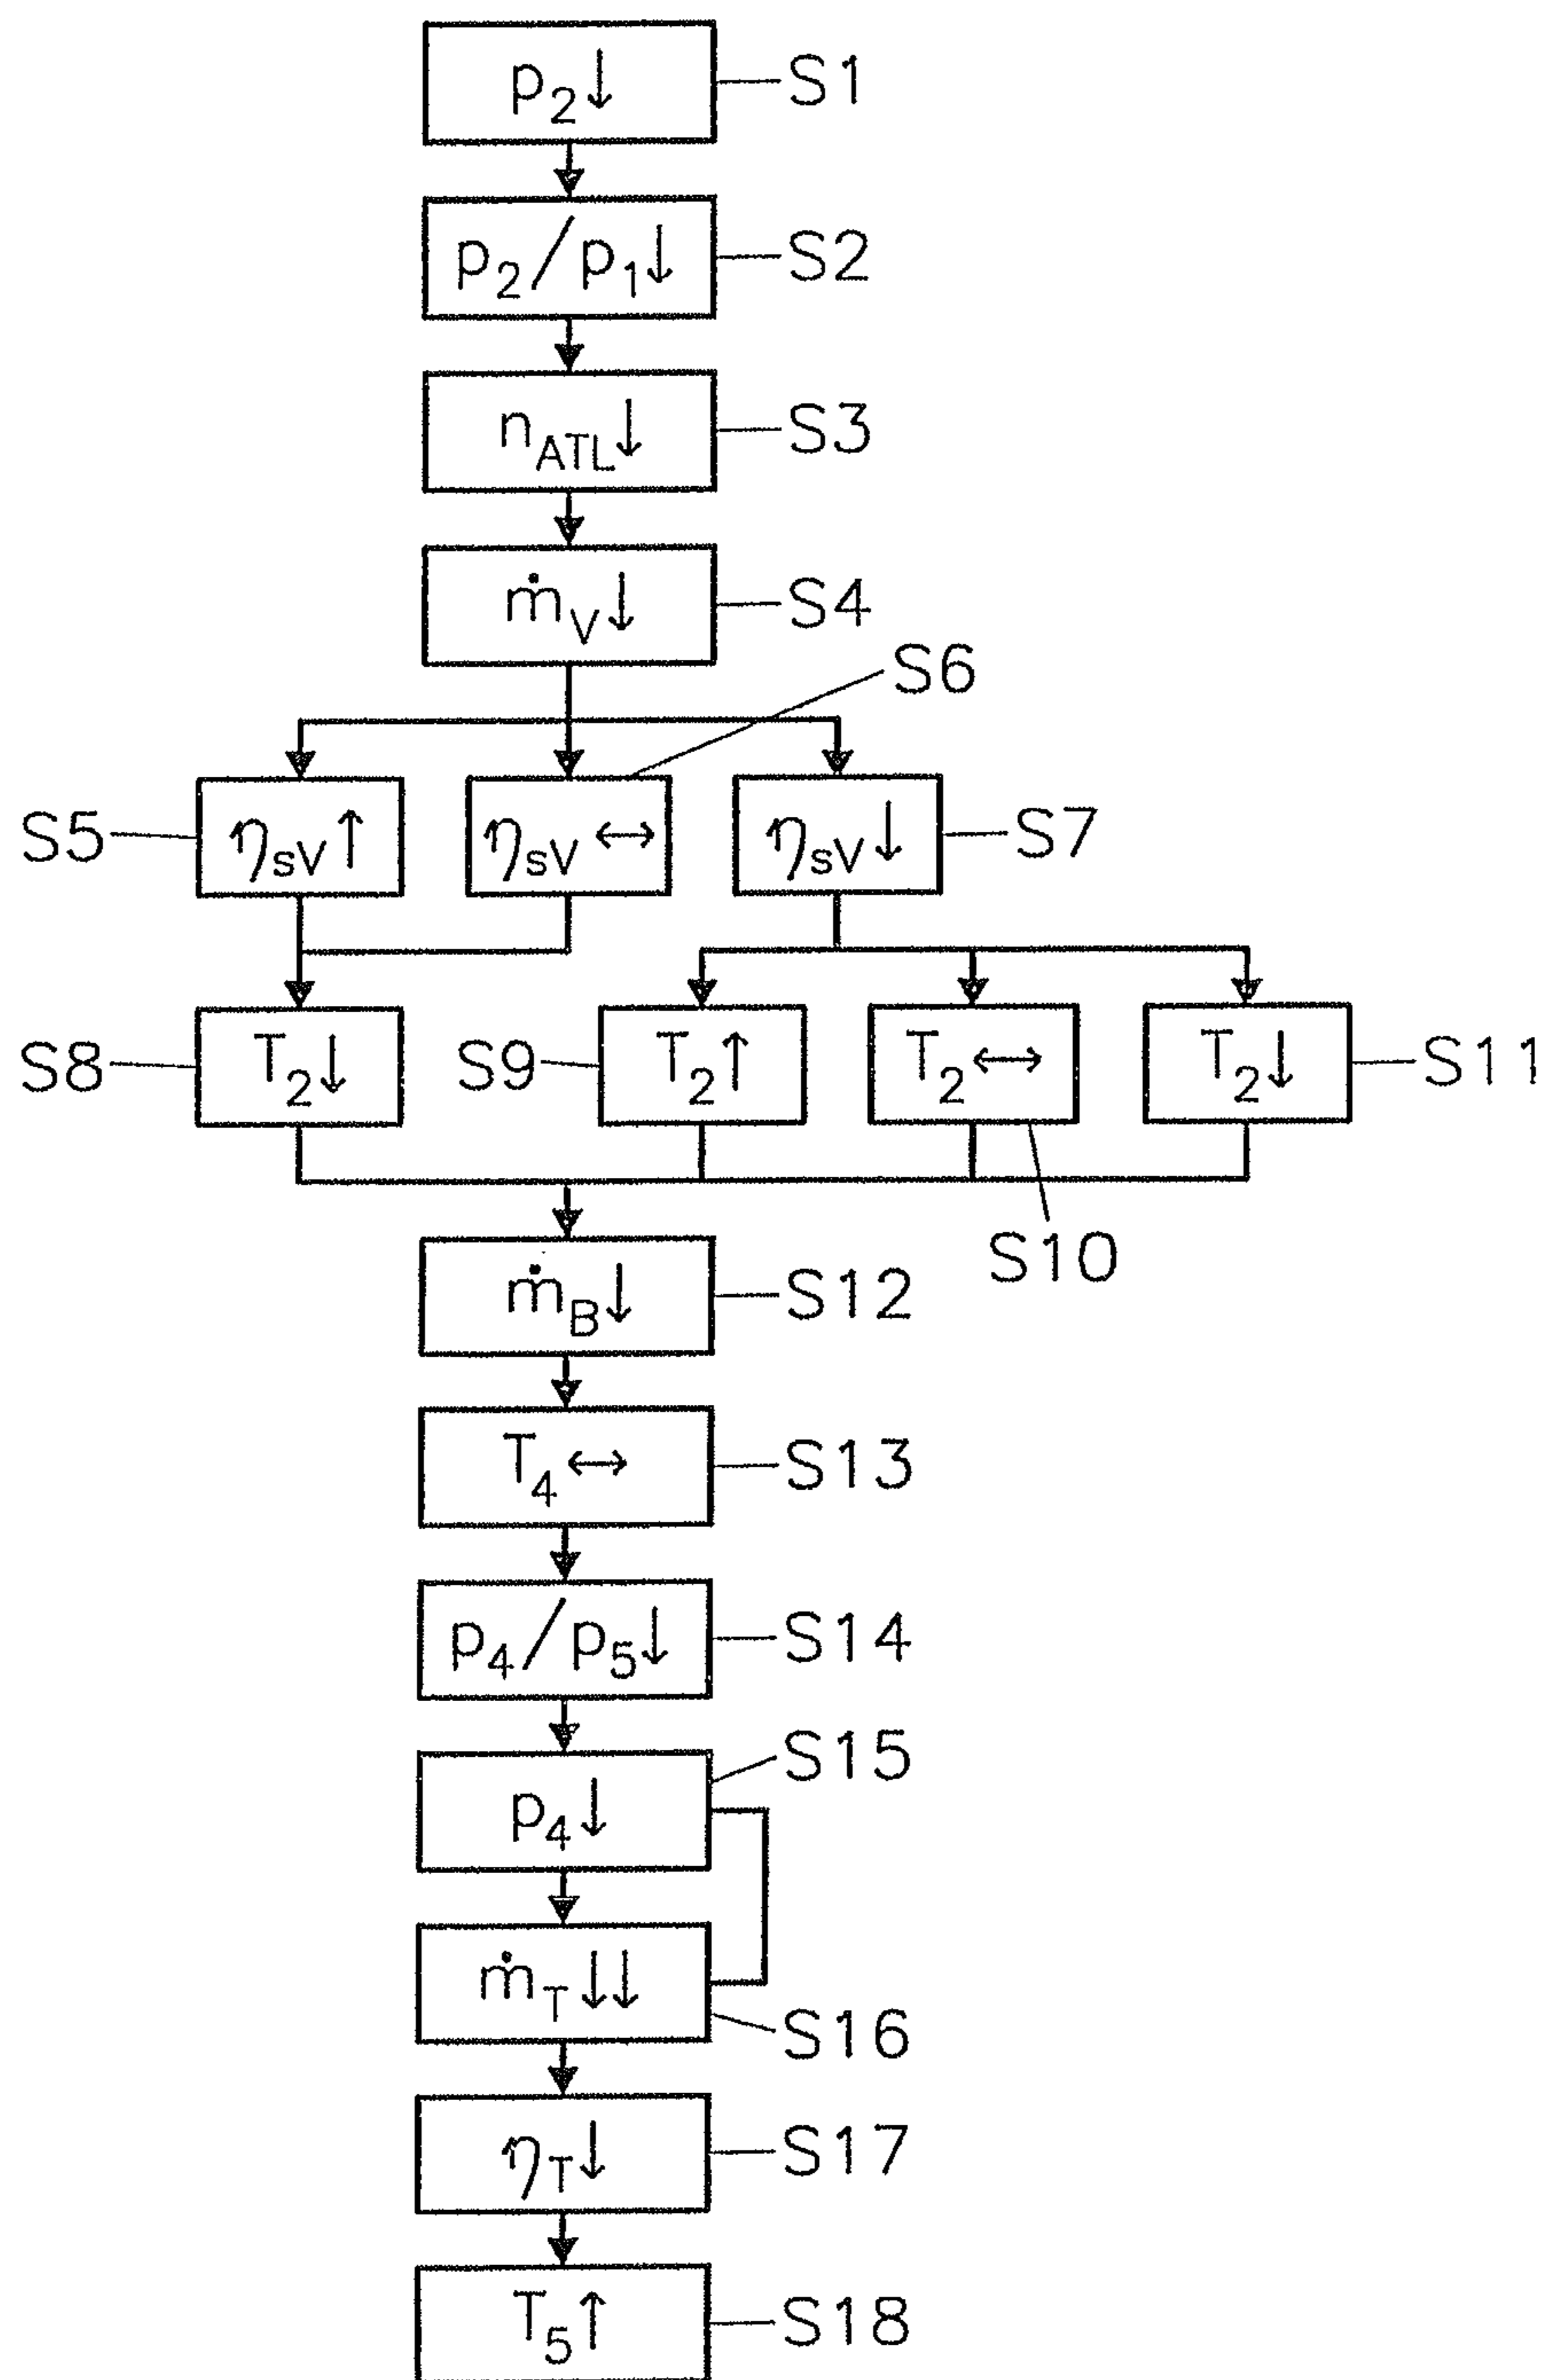 p₂↓ S1
p₂/p₁↓ S2
n_ATL↓ S3
ṁ_V↓ S4
S6
S5 η_sV↑ η_sV↔ η_sV↓ S7
S8 T₂↓ S9 T₂↑ T₂↔ T₂↓ S11
S10
ṁ_B↓ S12
T₄↔ S13
p₄/p₅↓ S14
S15
p₄↓
ṁ_T↓↓
S16
η_T↓ S17
T₅↑ S18